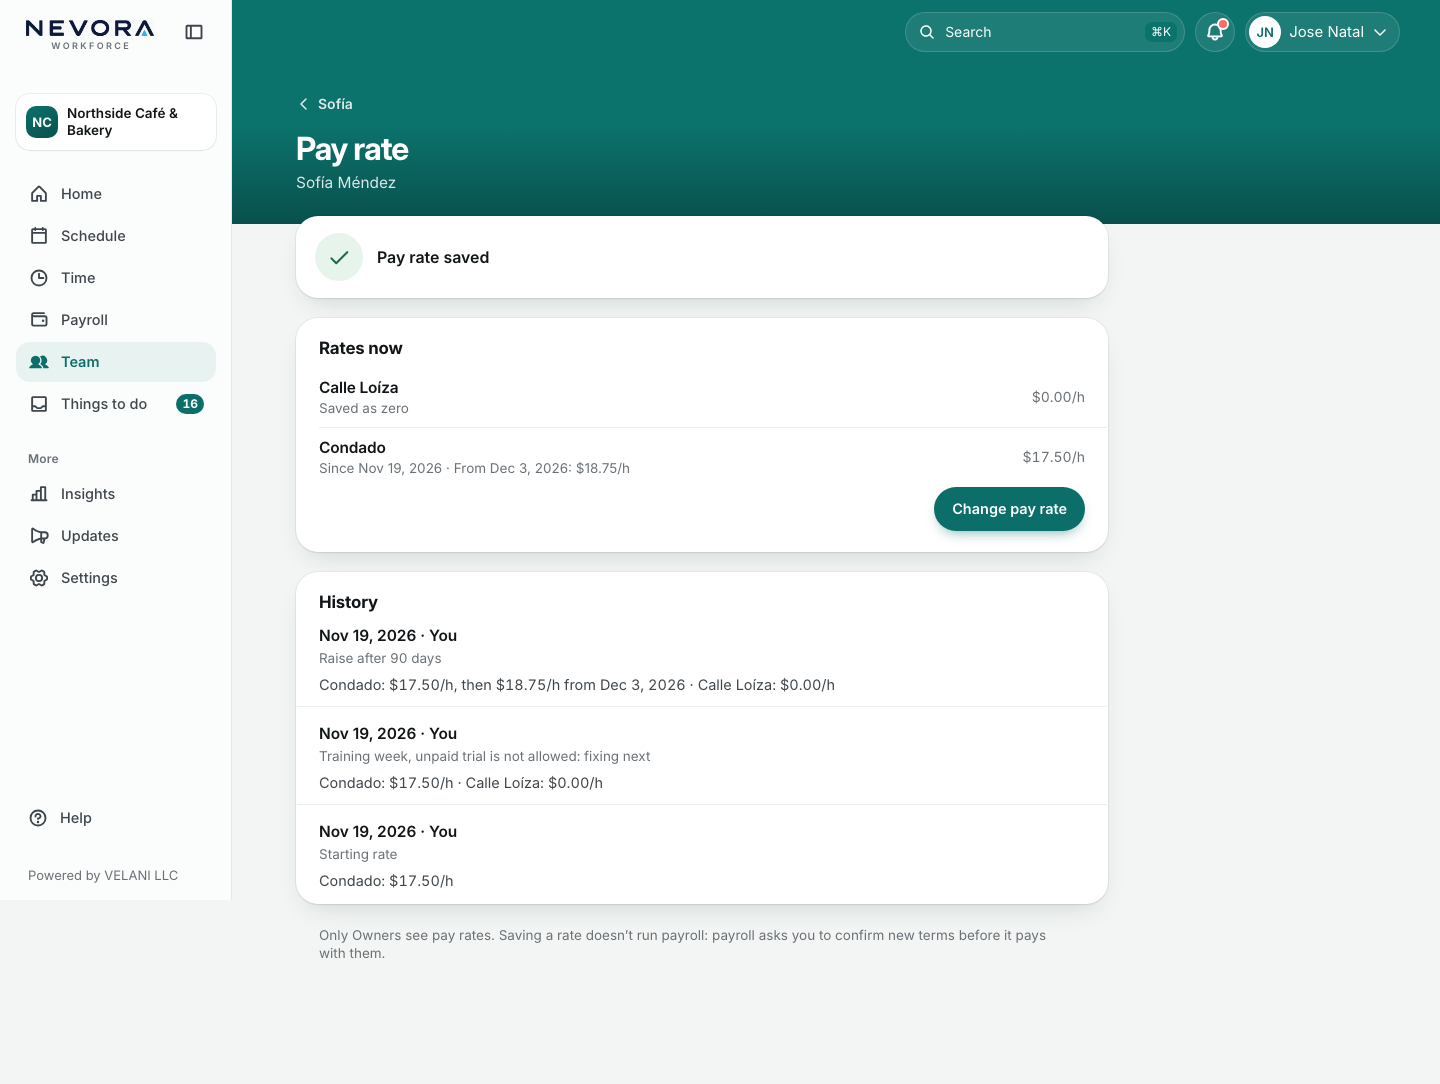 NEVORA
WORKFORCE
Search
⌘K
JN
Jose Natal
NC
Northside Café &
Bakery
Home
Schedule
Time
Payroll
Team
Things to do
16
More
Insights
Updates
Settings
Help
Powered by VELANI LLC
Sofía
Pay rate
Sofía Méndez
Pay rate saved
Rates now
Calle Loíza
Saved as zero
$0.00/h
Condado
Since Nov 19, 2026 · From Dec 3, 2026: $18.75/h
$17.50/h
Change pay rate
History
Nov 19, 2026 · You
Raise after 90 days
Condado: $17.50/h, then $18.75/h from Dec 3, 2026 · Calle Loíza: $0.00/h
Nov 19, 2026 · You
Training week, unpaid trial is not allowed: fixing next
Condado: $17.50/h · Calle Loíza: $0.00/h
Nov 19, 2026 · You
Starting rate
Condado: $17.50/h
Only Owners see pay rates. Saving a rate doesn’t run payroll: payroll asks you to confirm new terms before it pays
with them.